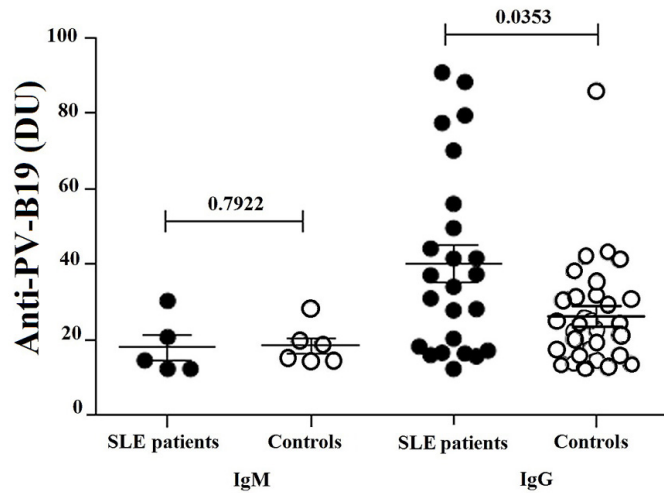 0.0353
100
80
60
40
20
0
Anti-PV-B19 (DU)
0.7922
SLE patients
Controls
SLE patients
Controls
IgM
IgG